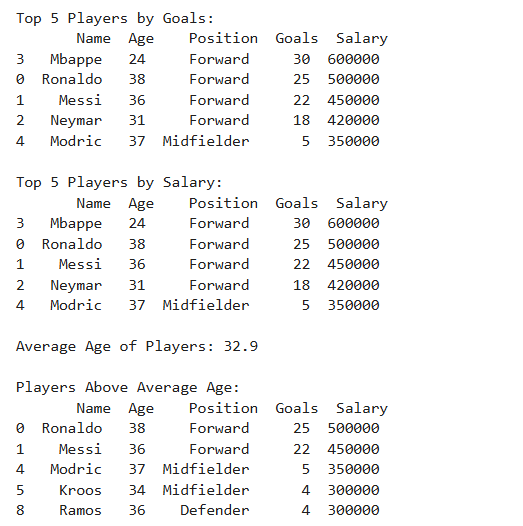 Top 5 Players by Goals:
       Name  Age    Position  Goals  Salary
3    Mbappe   24     Forward     30  600000
0   Ronaldo   38     Forward     25  500000
1     Messi   36     Forward     22  450000
2    Neymar   31     Forward     18  420000
4    Modric   37  Midfielder      5  350000

Top 5 Players by Salary:
       Name  Age    Position  Goals  Salary
3    Mbappe   24     Forward     30  600000
0   Ronaldo   38     Forward     25  500000
1     Messi   36     Forward     22  450000
2    Neymar   31     Forward     18  420000
4    Modric   37  Midfielder      5  350000

Average Age of Players: 32.9

Players Above Average Age:
       Name  Age    Position  Goals  Salary
0   Ronaldo   38     Forward     25  500000
1     Messi   36     Forward     22  450000
4    Modric   37  Midfielder      5  350000
5     Kroos   34  Midfielder      4  300000
8     Ramos   36    Defender      4  300000